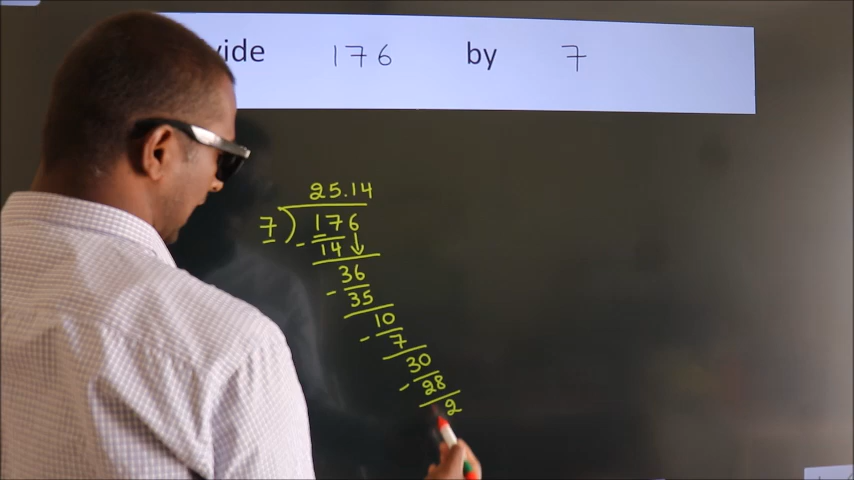 vide 176 by 7
25.14
7 ) 176
- 14 ↓
36
- 35
10
- 7
30
- 28
2